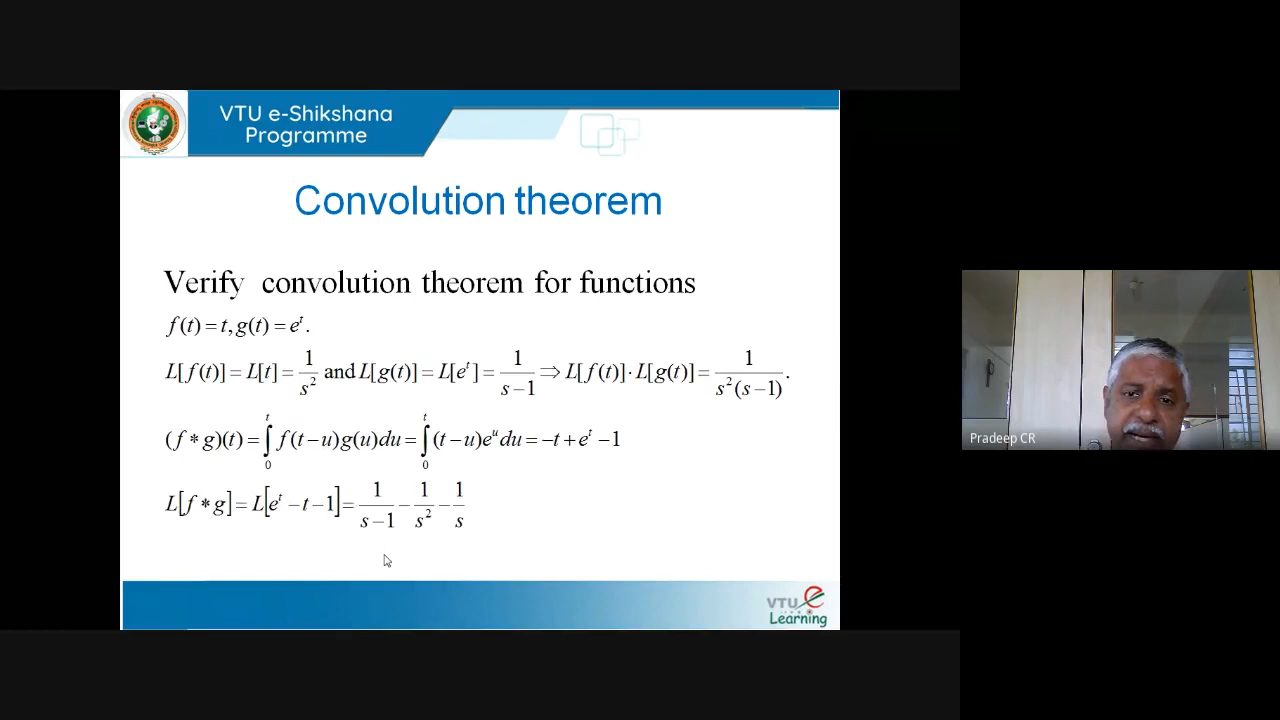 VTU e-Shikshana
Programme
Convolution theorem
Verify convolution theorem for functions
f(t) = t, g(t) = e^t.
L[f(t)] = L[t] = 1/s^2 and L[g(t)] = L[e^t] = 1/(s−1) ⇒ L[f(t)]·L[g(t)] = 1/(s^2(s−1)).
(f∗g)(t) = ∫_0^t f(t−u)g(u)du = ∫_0^t (t−u)e^u du = −t + e^t − 1
L[f∗g] = L[e^t − t − 1] = 1/(s−1) − 1/s^2 − 1/s
Pradeep CR
VTU e
Learning